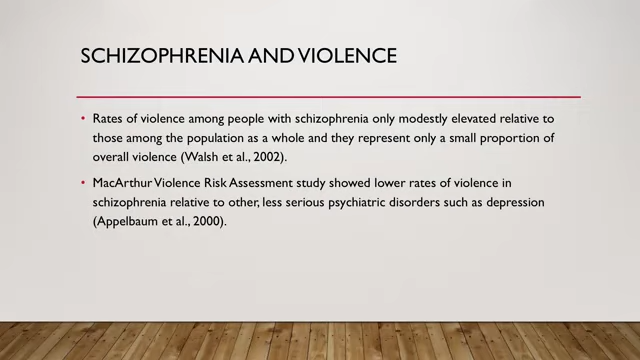 SCHIZOPHRENIA AND VIOLENCE
• Rates of violence among people with schizophrenia only modestly elevated relative to
those among the population as a whole and they represent only a small proportion of
overall violence (Walsh et al., 2002).
• MacArthur Violence Risk Assessment study showed lower rates of violence in
schizophrenia relative to other, less serious psychiatric disorders such as depression
(Appelbaum et al., 2000).